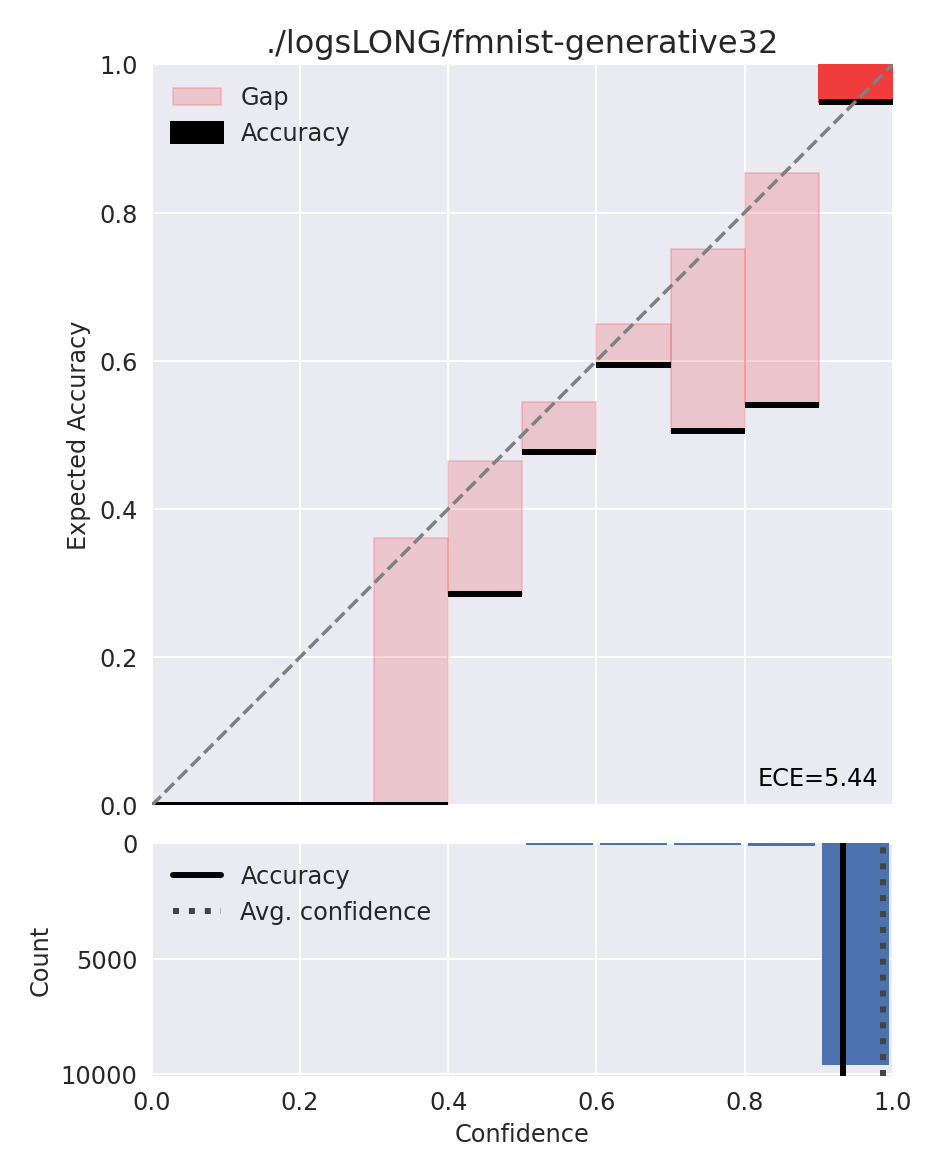 ./logsLONG/fmnist-generative32
1.0
Gap
Accuracy
0.8
0.6
Expected Accuracy
0.4
0.2
ECE=5.44
0.0
0
Accuracy
Avg. confidence
5000
Count
10000
0.0 0.2 0.4 0.6 0.8 1.0
Confidence